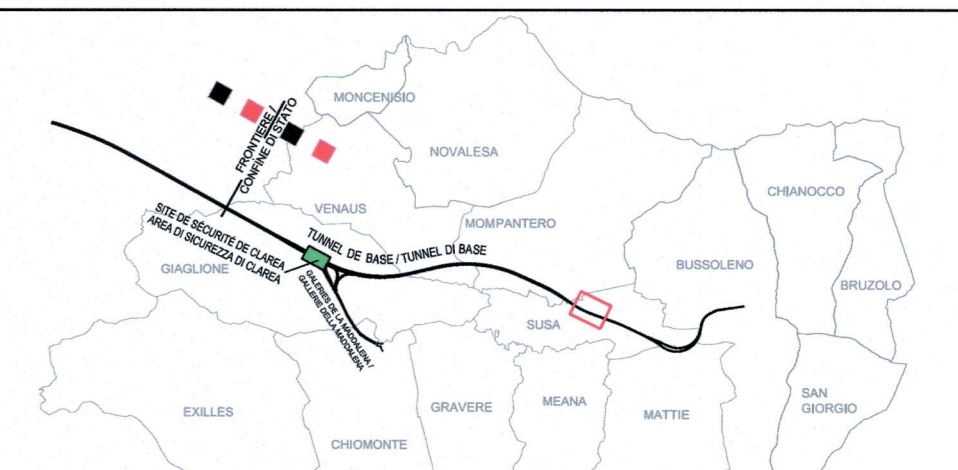 MONCENISIO
FRONTIERE /
CONFINE DI STATO
NOVALESA
CHIANOCCO
VENAUS
SITE DE SÉCURITÉ DE CLAREA
AREA DI SICUREZZA DI CLAREA
TUNNEL DE BASE / TUNNEL DI BASE
MOMPANTERO
GIAGLIONE
BUSSOLENO
BRUZOLO
GALERIES DE LA MADDALENA /
GALLERIE DELLA MADDALENA
SUSA
EXILLES
GRAVERE
MEANA
MATTIE
SAN
GIORGIO
CHIOMONTE